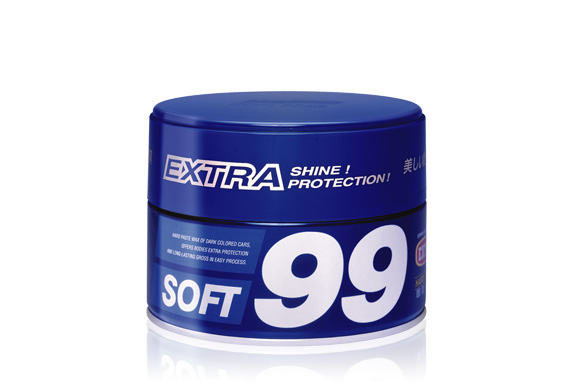 EXTRA SHINE !
PROTECTION !
美しい
HARD PASTE WAX OF DARK COLORED CARS,
OFFERS BODIES EXTRA PROTECTION
AND LONG-LASTING GROSS IN EASY PROCESS.
SOFT 99